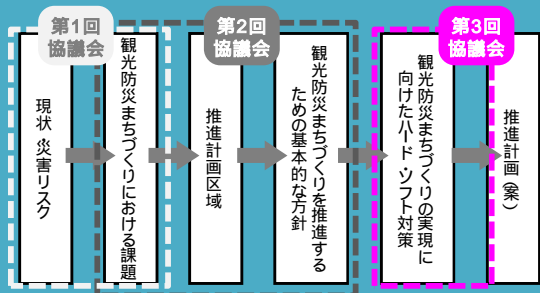 第1回
協議会
第2回
協議会
第3回
協議会
現状・災害リスク
観光防災まちづくりにおける課題
推進計画区域
観光防災まちづくりを推進する
ための基本的な方針
観光防災まちづくりの実現に
向けたハード・ソフト対策
推進計画(案)